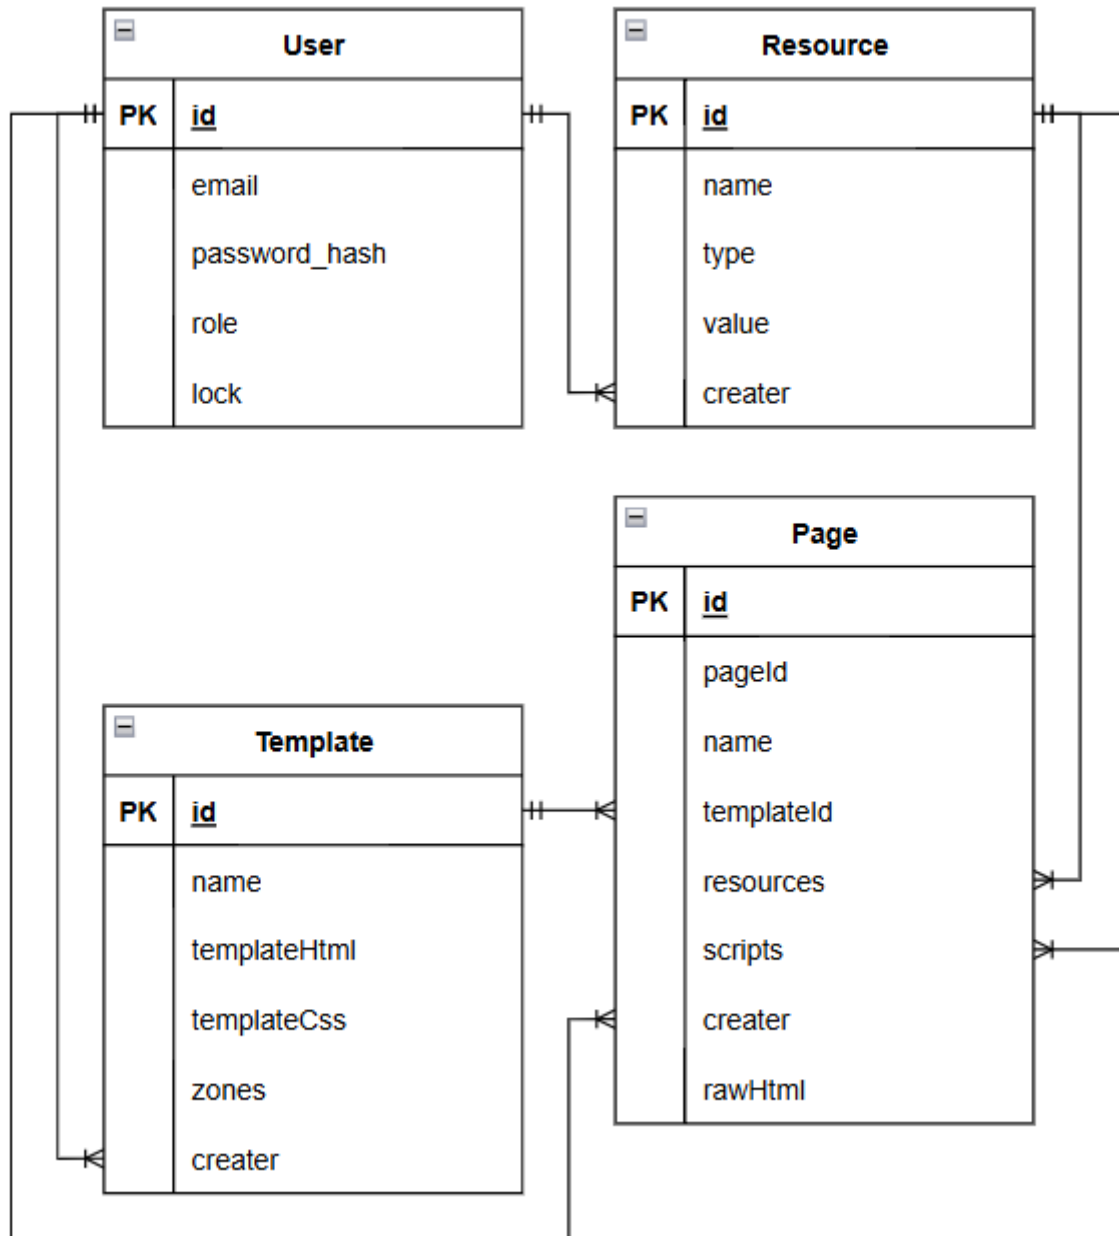 User
PK id
email
password_hash
role
lock
Resource
PK id
name
type
value
creater
Page
PK id
pageId
name
templateId
resources
scripts
creater
rawHtml
Template
PK id
name
templateHtml
templateCss
zones
creater